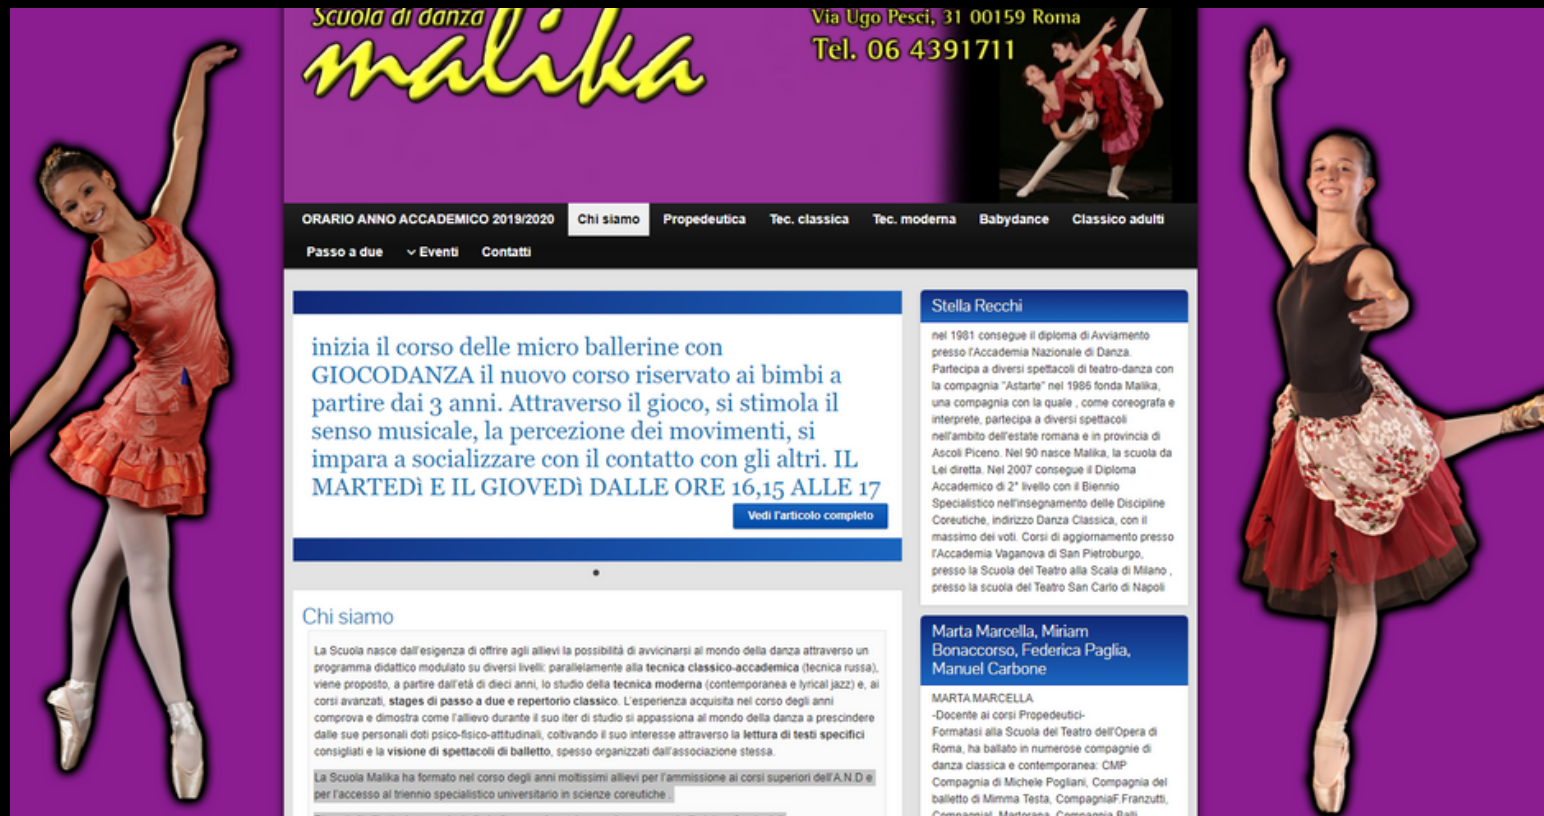 Scuola di danza
malika
Via Ugo Pesci, 31 00159 Roma
Tel. 06 4391711
ORARIO ANNO ACCADEMICO 2019/2020 Chi siamo Propedeutica Tec. classica Tec. moderna Babydance Classico adulti
Passo a due Eventi Contatti
inizia il corso delle micro ballerine con
GIOCODANZA il nuovo corso riservato ai bimbi a
partire dai 3 anni. Attraverso il gioco, si stimola il
senso musicale, la percezione dei movimenti, si
impara a socializzare con il contatto con gli altri. IL
MARTEDì E IL GIOVEDì DALLE ORE 16,15 ALLE 17
Vedi l'articolo completo
Chi siamo
La Scuola nasce dall'esigenza di offrire agli allievi la possibilità di avvicinarsi al mondo della danza attraverso un
programma didattico modulato su diversi livelli: parallelamente alla tecnica classico-accademica (tecnica russa),
viene proposto, a partire dall'età di dieci anni, lo studio della tecnica moderna (contemporanea e lyrical jazz) e, ai
corsi avanzati, stages di passo a due e repertorio classico. L'esperienza acquisita nel corso degli anni
comprova e dimostra come l'allievo durante il suo iter di studio si appassiona al mondo della danza a prescindere
dalle sue personali doti psico-fisico-attitudinali, coltivando il suo interesse attraverso la lettura di testi specifici
consigliati e la visione di spettacoli di balletto, spesso organizzati dall'associazione stessa.
La Scuola Malika ha formato nel corso degli anni moltissimi allievi per l'ammissione ai corsi superiori dell'A.N.D e
per l'accesso al triennio specialistico universitario in scienze coreutiche .
Stella Recchi
nel 1981 consegue il diploma di Avviamento
presso l'Accademia Nazionale di Danza.
Partecipa a diversi spettacoli di teatro-danza con
la compagnia "Astarte" nel 1986 fonda Malika,
una compagnia con la quale , come coreografa e
interprete, partecipa a diversi spettacoli
nell'ambito dell'estate romana e in provincia di
Ascoli Piceno. Nel 90 nasce Malika, la scuola da
Lei diretta. Nel 2007 consegue il Diploma
Accademico di 2° livello con il Biennio
Specialistico nell'insegnamento delle Discipline
Coreutiche, indirizzo Danza Classica, con il
massimo dei voti. Corsi di aggiornamento presso
l'Accademia Vaganova di San Pietroburgo,
presso la Scuola del Teatro alla Scala di Milano ,
presso la scuola del Teatro San Carlo di Napoli
Marta Marcella, Miriam
Bonaccorso, Federica Paglia,
Manuel Carbone
MARTA MARCELLA
-Docente ai corsi Propedeutici-
Formatasi alla Scuola del Teatro dell'Opera di
Roma, ha ballato in numerose compagnie di
danza classica e contemporanea: CMP
Compagnia di Michele Pogliani, Compagnia del
balletto di Mimma Testa, CompagniaF.Franzutti,